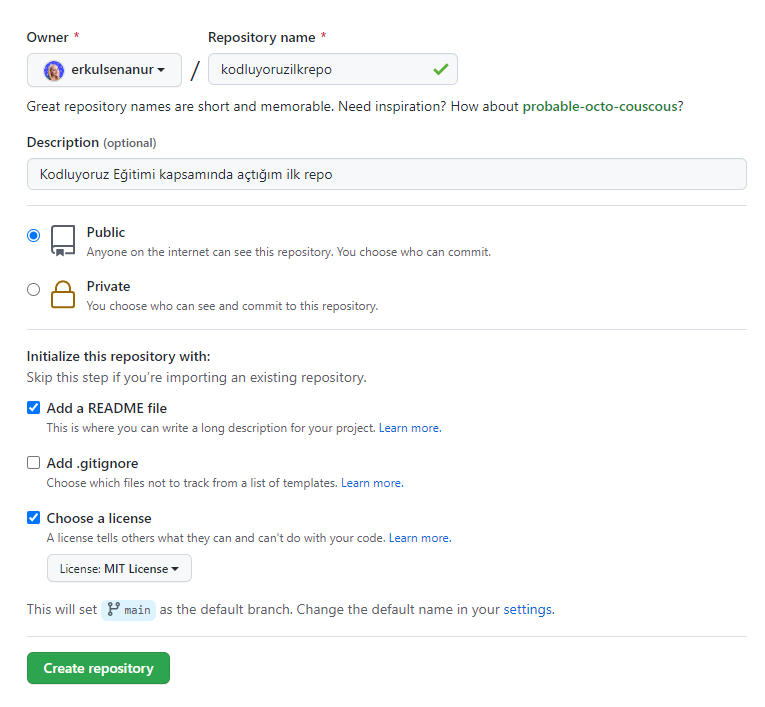 Owner * Repository name *
erkulsenanur / kodluyoruzilkrepo
Great repository names are short and memorable. Need inspiration? How about probable-octo-couscous?
Description (optional)
Kodluyoruz Eğitimi kapsamında açtığım ilk repo
Public
Anyone on the internet can see this repository. You choose who can commit.
Private
You choose who can see and commit to this repository.
Initialize this repository with:
Skip this step if you're importing an existing repository.
Add a README file
This is where you can write a long description for your project. Learn more.
Add .gitignore
Choose which files not to track from a list of templates. Learn more.
Choose a license
A license tells others what they can and can't do with your code. Learn more.
License: MIT License
This will set main as the default branch. Change the default name in your settings.
Create repository